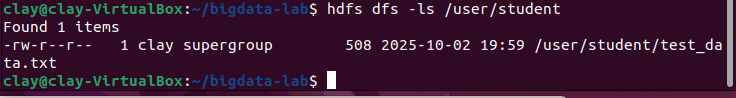 clay@clay-VirtualBox:~/bigdata-lab$ hdfs dfs -ls /user/student
Found 1 items
-rw-r--r--   1 clay supergroup        508 2025-10-02 19:59 /user/student/test_da
ta.txt
clay@clay-VirtualBox:~/bigdata-lab$